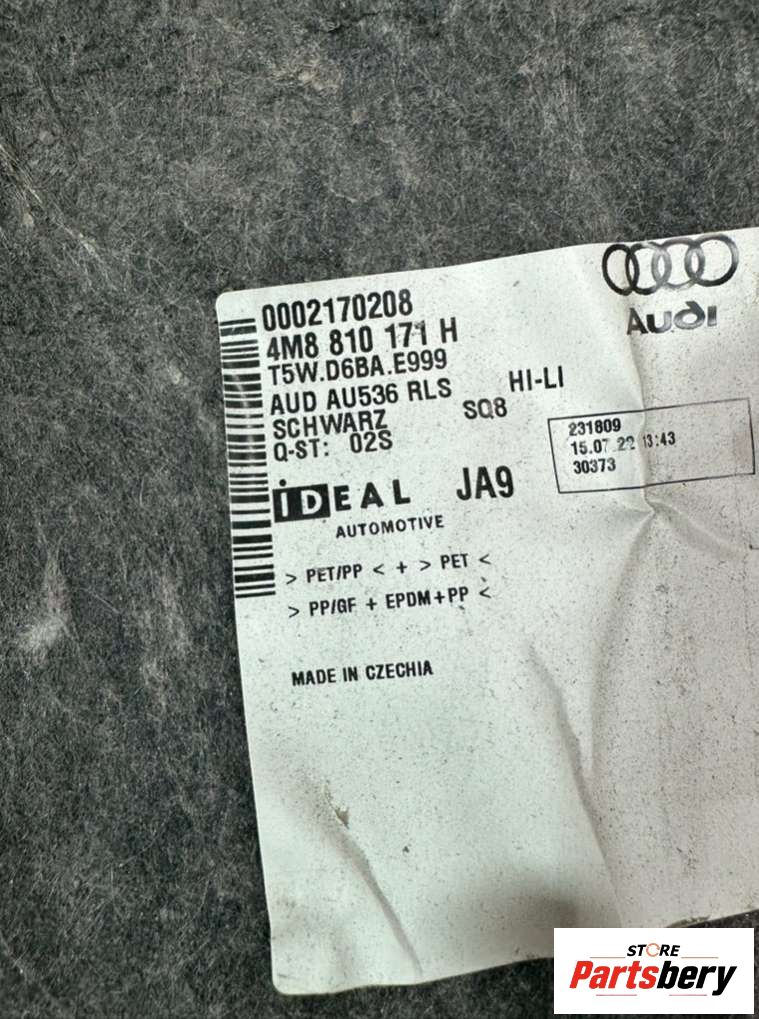 Audi
0002170208
4M8 810 171 H
T5W.D6BA.E999
AUD AU536 RLS HI-LI
SCHWARZ SQ8
Q-ST: 02S
231809
15.07 22 13:43
30373
iDEAL JA9
AUTOMOTIVE
> PET/PP < + > PET <
> PP/GF + EPDM+PP <
MADE IN CZECHIA
STORE
Partsbery